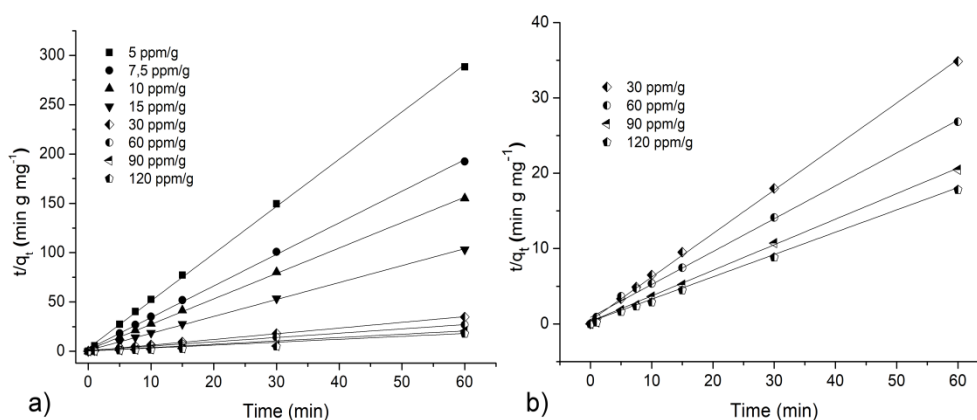 300
250
200
150
100
50
0
t/qt (min g mg-1)
5 ppm/g
7,5 ppm/g
10 ppm/g
15 ppm/g
30 ppm/g
60 ppm/g
90 ppm/g
120 ppm/g
0 10 20 30 40 50 60
Time (min)
a)
40
30
20
10
0
t/qt (min g mg-1)
30 ppm/g
60 ppm/g
90 ppm/g
120 ppm/g
0 10 20 30 40 50 60
Time (min)
b)